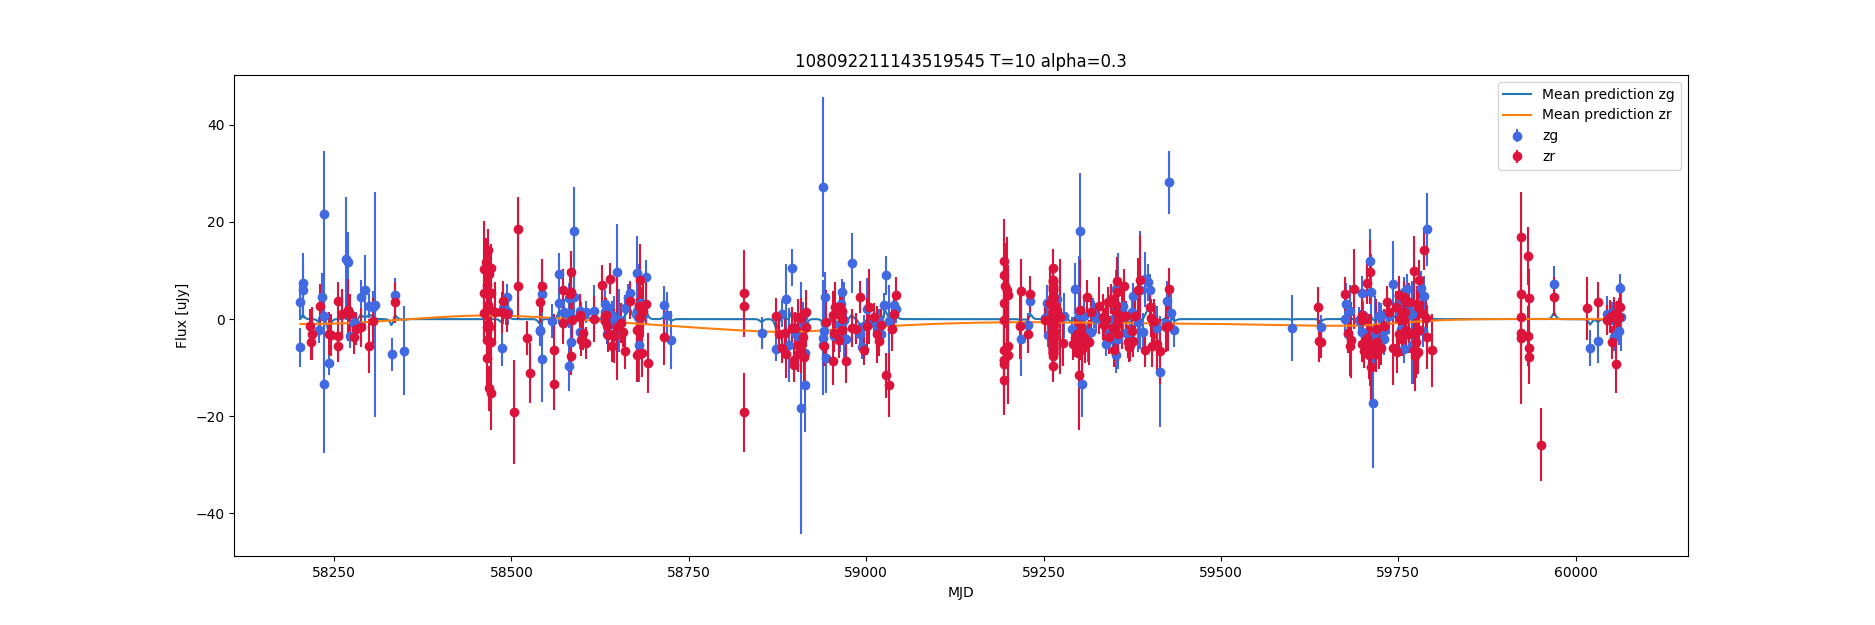 108092211143519545 T=10 alpha=0.3
Mean prediction zg
Mean prediction zr
zg
zr
Flux [uJy]
40
20
0
−20
−40
58250 58500 58750 59000 59250 59500 59750 60000
MJD